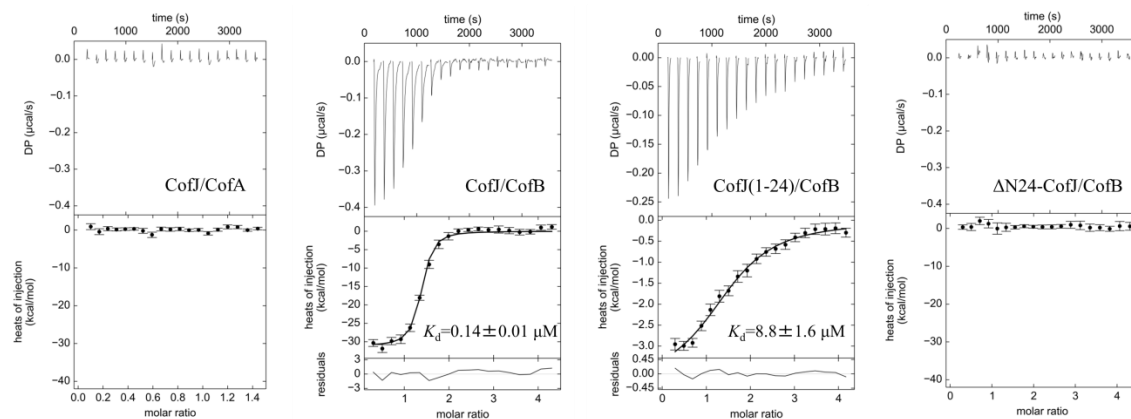 time (s)
0 1000 2000 3000
DP (µcal/s)
0.0
−0.1
−0.2
−0.3
−0.4
CofJ/CofA
heats of injection
(kcal/mol)
0
−10
−20
−30
−40
0.0 0.2 0.4 0.6 0.8 1.0 1.2 1.4
molar ratio
time (s)
0 1000 2000 3000
DP (µcal/s)
0.0
−0.1
−0.2
−0.3
−0.4
CofJ/CofB
heats of injection
(kcal/mol)
0
−5
−10
−15
−20
−25
−30
Kd=0.14±0.01 µM
residuals
3
−3
0 1 2 3 4
molar ratio
time (s)
0 1000 2000 3000
DP (µcal/s)
0.00
−0.05
−0.10
−0.15
−0.20
−0.25
CofJ(1-24)/CofB
heats of injection
(kcal/mol)
0.0
−0.5
−1.0
−1.5
−2.0
−2.5
−3.0
Kd=8.8±1.6 µM
residuals
0.45
0.00
−0.45
0 1 2 3 4
molar ratio
time (s)
0 1000 2000 3000
DP (µcal/s)
0.0
−0.1
−0.2
−0.3
−0.4
ΔN24-CofJ/CofB
heats of injection
(kcal/mol)
0
−10
−20
−30
−40
0 1 2 3 4
molar ratio